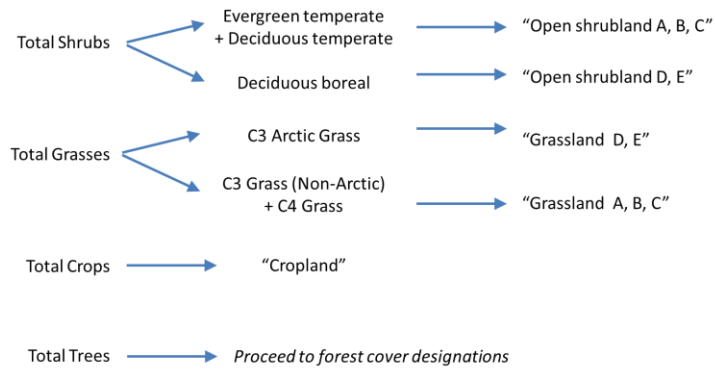 Total Shrubs
Evergreen temperate
+ Deciduous temperate
“Open shrubland A, B, C”
Deciduous boreal
“Open shrubland D, E”
Total Grasses
C3 Arctic Grass
“Grassland  D, E”
C3 Grass (Non-Arctic)
+ C4 Grass
“Grassland  A, B, C”
Total Crops
“Cropland”
Total Trees
Proceed to forest cover designations